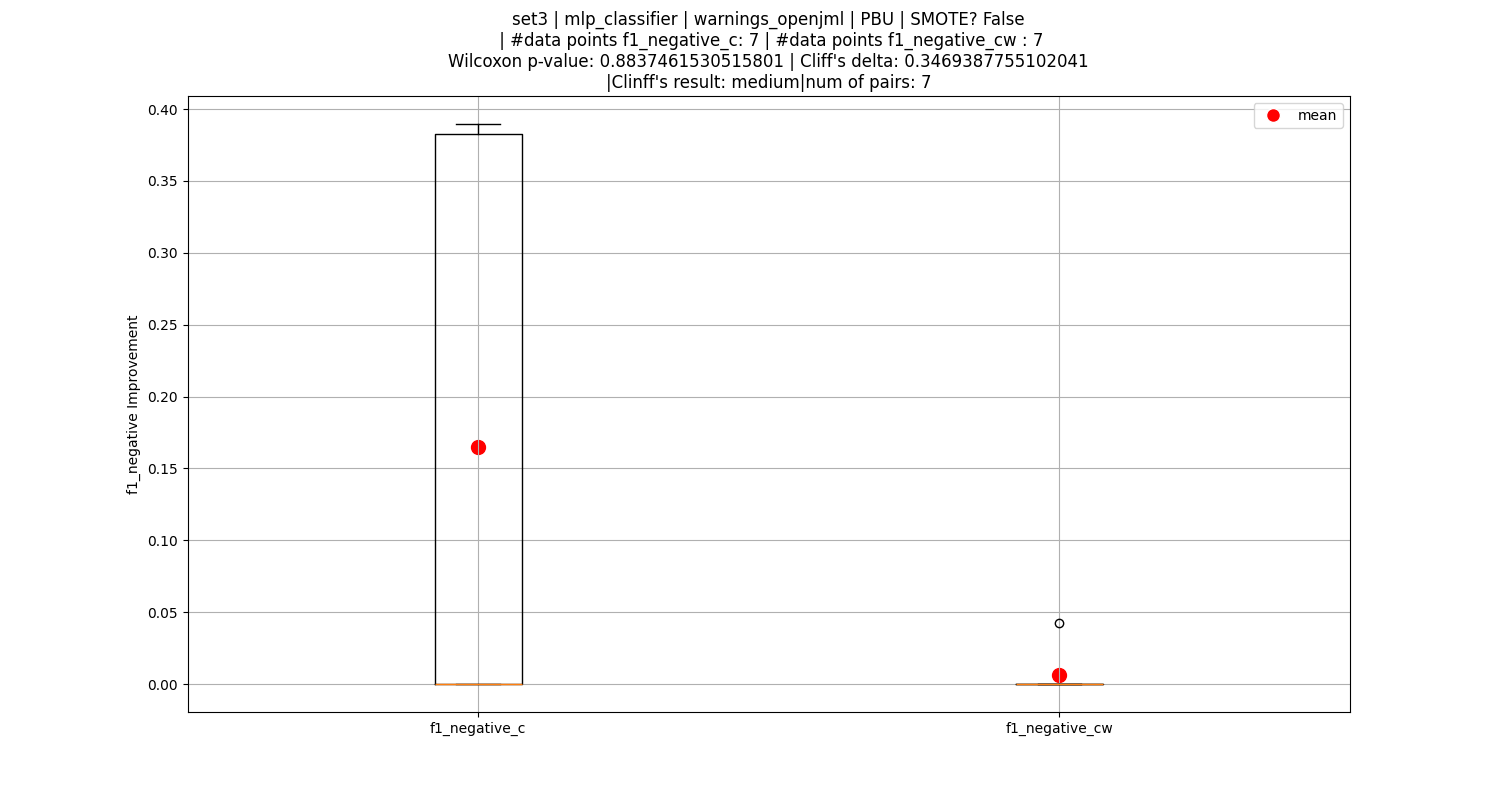 set3 | mlp_classifier | warnings_openjml | PBU | SMOTE? False
| #data points f1_negative_c: 7 | #data points f1_negative_cw : 7
Wilcoxon p-value: 0.8837461530515801 | Cliff's delta: 0.3469387755102041
|Clinff's result: medium|num of pairs: 7
mean
0.40
0.35
0.30
0.25
0.20
0.15
0.10
0.05
0.00
f1_negative Improvement
f1_negative_c
f1_negative_cw